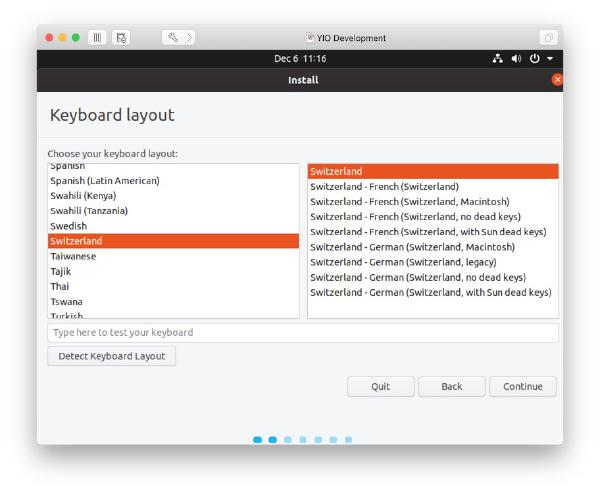 YIO Development
Dec 6 11:16
Install
Keyboard layout
Choose your keyboard layout:
Spanish
Spanish (Latin American)
Swahili (Kenya)
Swahili (Tanzania)
Swedish
Switzerland
Taiwanese
Tajik
Thai
Tswana
Turkish
Switzerland
Switzerland - French (Switzerland)
Switzerland - French (Switzerland, Macintosh)
Switzerland - French (Switzerland, no dead keys)
Switzerland - French (Switzerland, with Sun dead keys)
Switzerland - German (Switzerland, Macintosh)
Switzerland - German (Switzerland, legacy)
Switzerland - German (Switzerland, no dead keys)
Switzerland - German (Switzerland, with Sun dead keys)
Type here to test your keyboard
Detect Keyboard Layout
Quit
Back
Continue